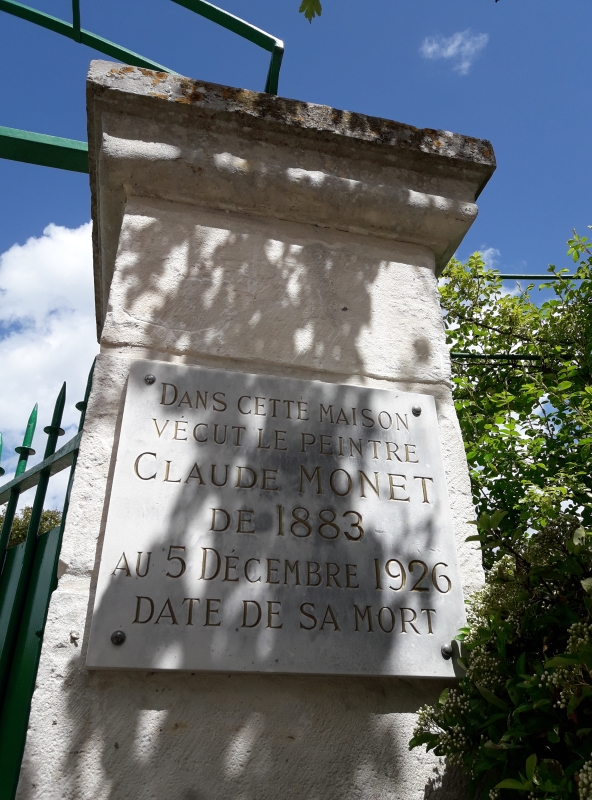 DANS CETTE MAISON
VÉCUT LE PEINTRE
CLAUDE MONET
DE 1883
AU 5 DÉCEMBRE 1926
DATE DE SA MORT